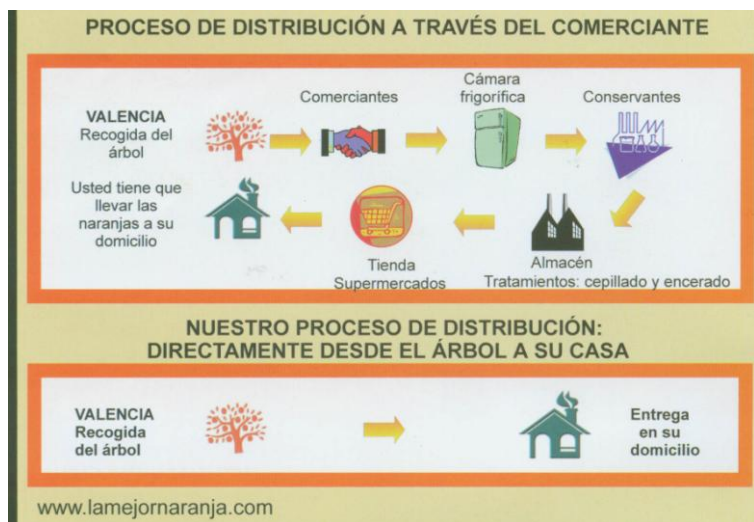 PROCESO DE DISTRIBUCIÓN A TRAVÉS DEL COMERCIANTE
VALENCIA
Recogida del
árbol
Comerciantes
Cámara
frigorífica
Conservantes
Usted tiene que
llevar las
naranjas a su
domicilio
Tienda
Supermercados
Almacén
Tratamientos: cepillado y encerado
NUESTRO PROCESO DE DISTRIBUCIÓN:
DIRECTAMENTE DESDE EL ÁRBOL A SU CASA
VALENCIA
Recogida
del árbol
Entrega
en su
domicilio
www.lamejornaranja.com